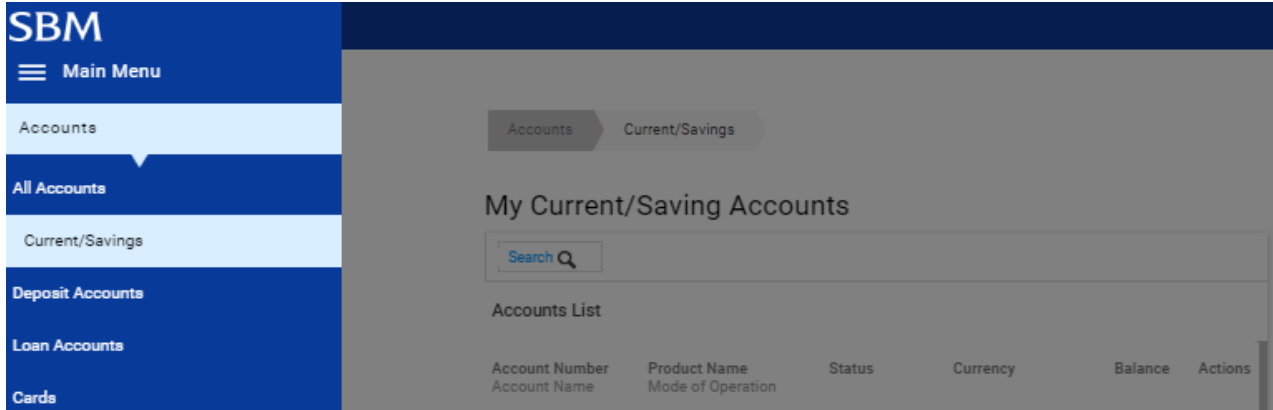 SBM
Main Menu
Accounts
All Accounts
Current/Savings
Deposit Accounts
Loan Accounts
Cards
Accounts Current/Savings
My Current/Saving Accounts
Search
Accounts List
Account Number Product Name Status Currency Balance Actions
Account Name Mode of Operation